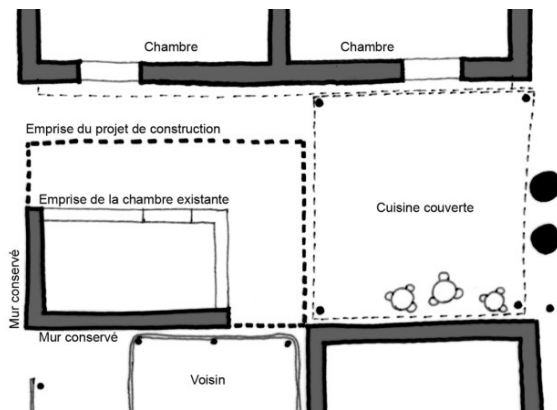 Chambre
Chambre
Emprise du projet de construction
Emprise de la chambre existante
Cuisine couverte
Mur conservé
Mur conservé
Voisin